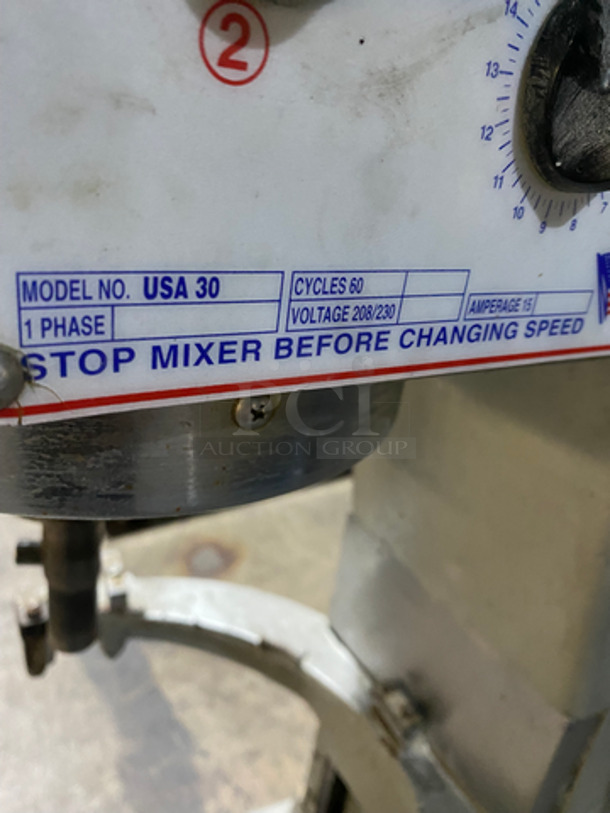 2
14
13
12
11
10
9
8
7
MODEL NO. USA 30
CYCLES 60
1 PHASE
VOLTAGE 208/230
AMPERAGE 15
STOP MIXER BEFORE CHANGING SPEED
PCI
AUCTION GROUP